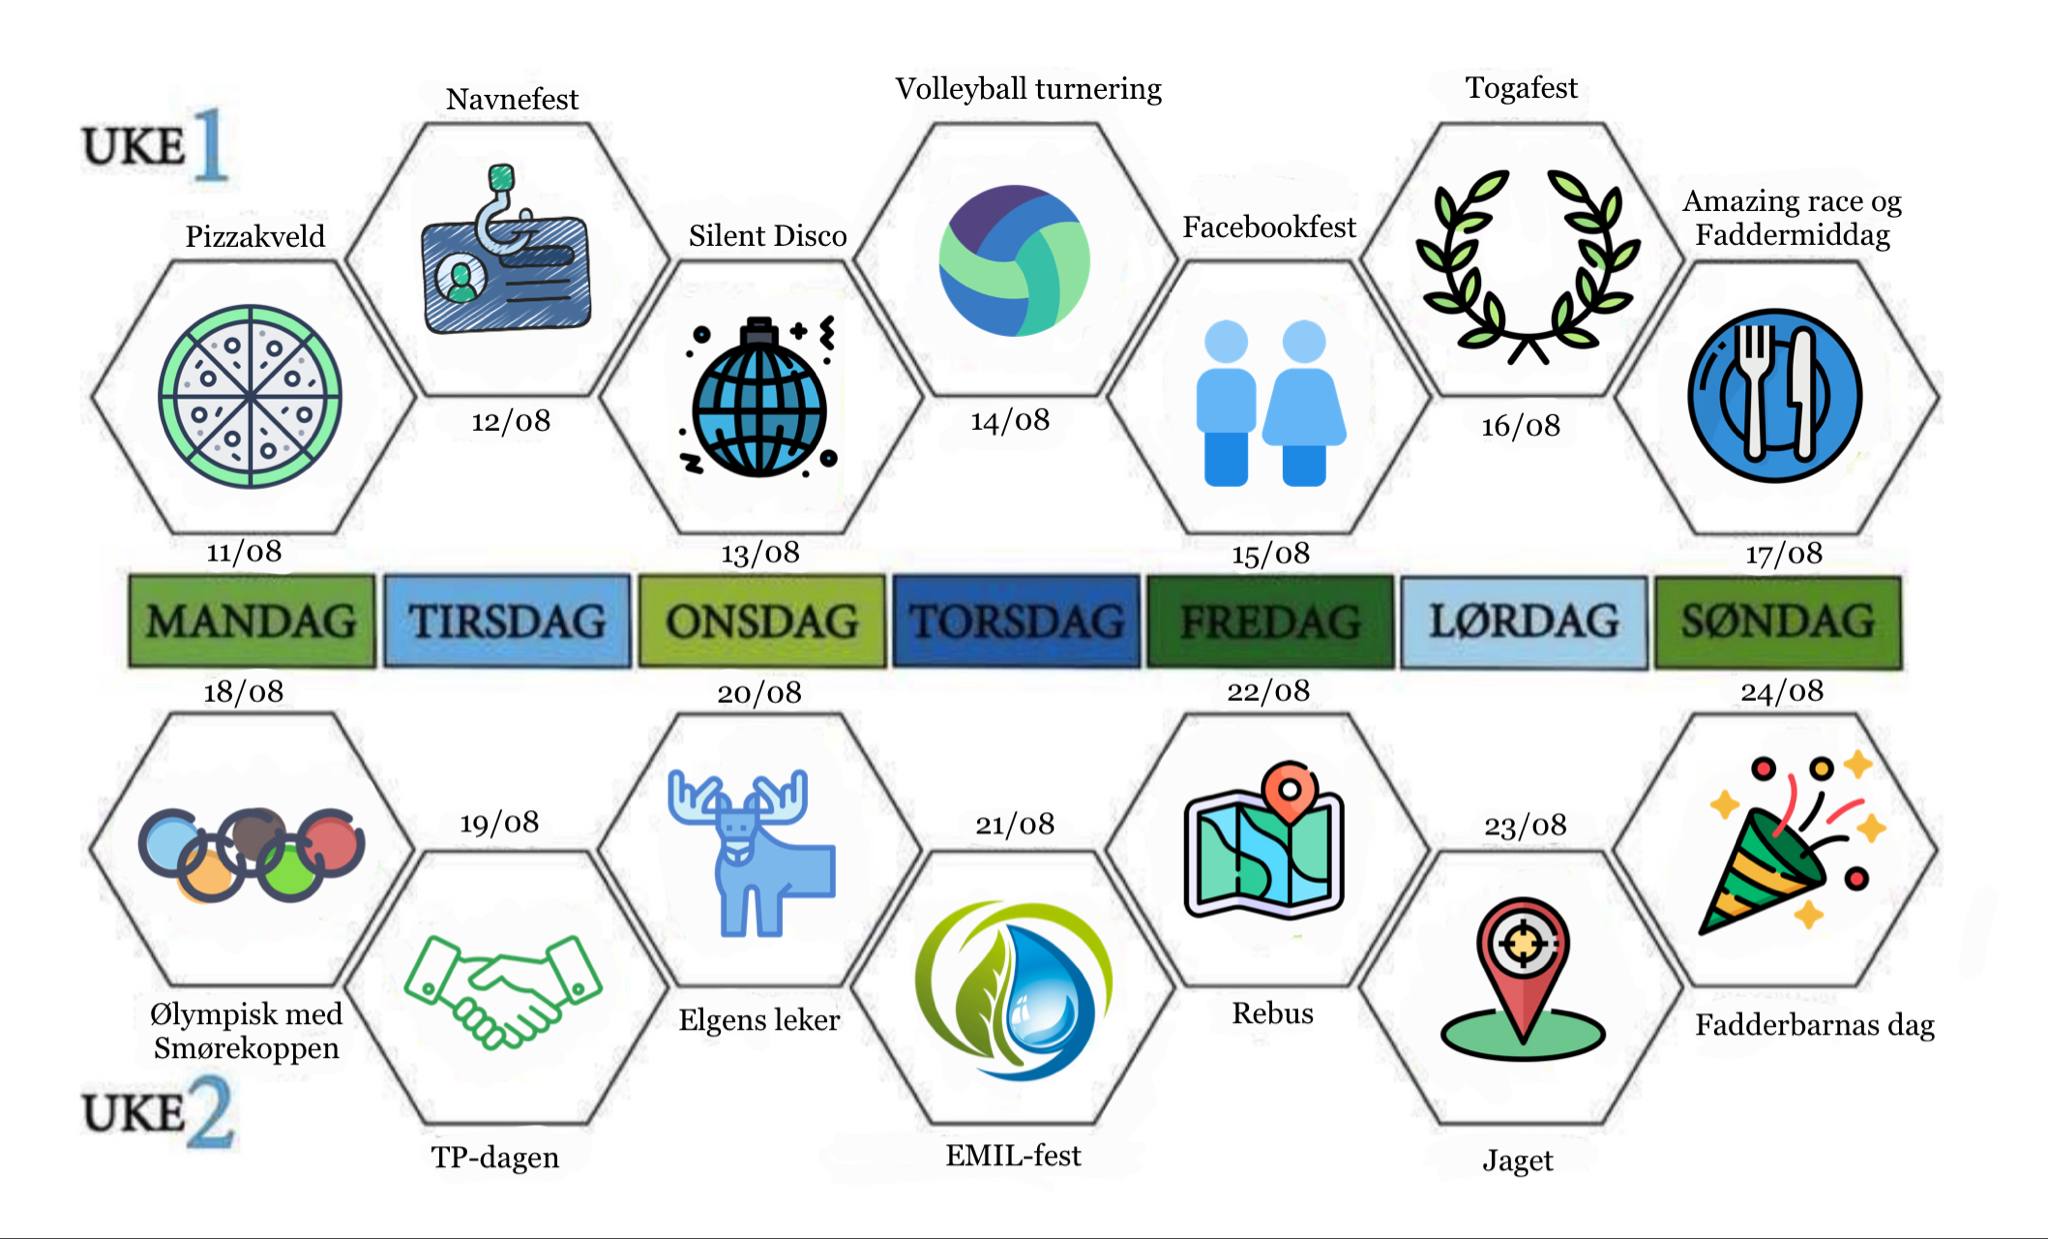 UKE 1
Navnefest
Volleyball turnering
Togafest
Pizzakveld
Silent Disco
Facebookfest
Amazing race og
Faddermiddag
12/08
14/08
16/08
11/08
13/08
15/08
17/08
MANDAG
TIRSDAG
ONSDAG
TORSDAG
FREDAG
LØRDAG
SØNDAG
18/08
20/08
22/08
24/08
19/08
21/08
23/08
Ølympisk med
Smørekoppen
Elgens leker
Rebus
Fadderbarnas dag
UKE 2
TP-dagen
EMIL-fest
Jaget